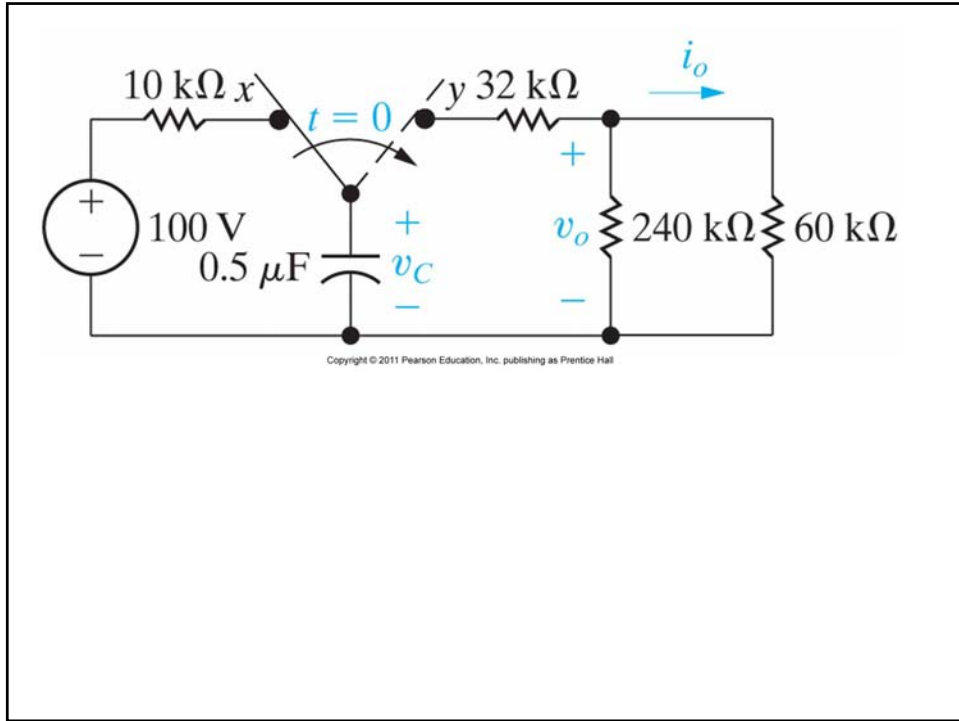 10 kΩ x t = 0 y 32 kΩ i_o
+ + +
100 V v_o 240 kΩ 60 kΩ
− 0.5 μF v_C
− −
Copyright © 2011 Pearson Education, Inc. publishing as Prentice Hall